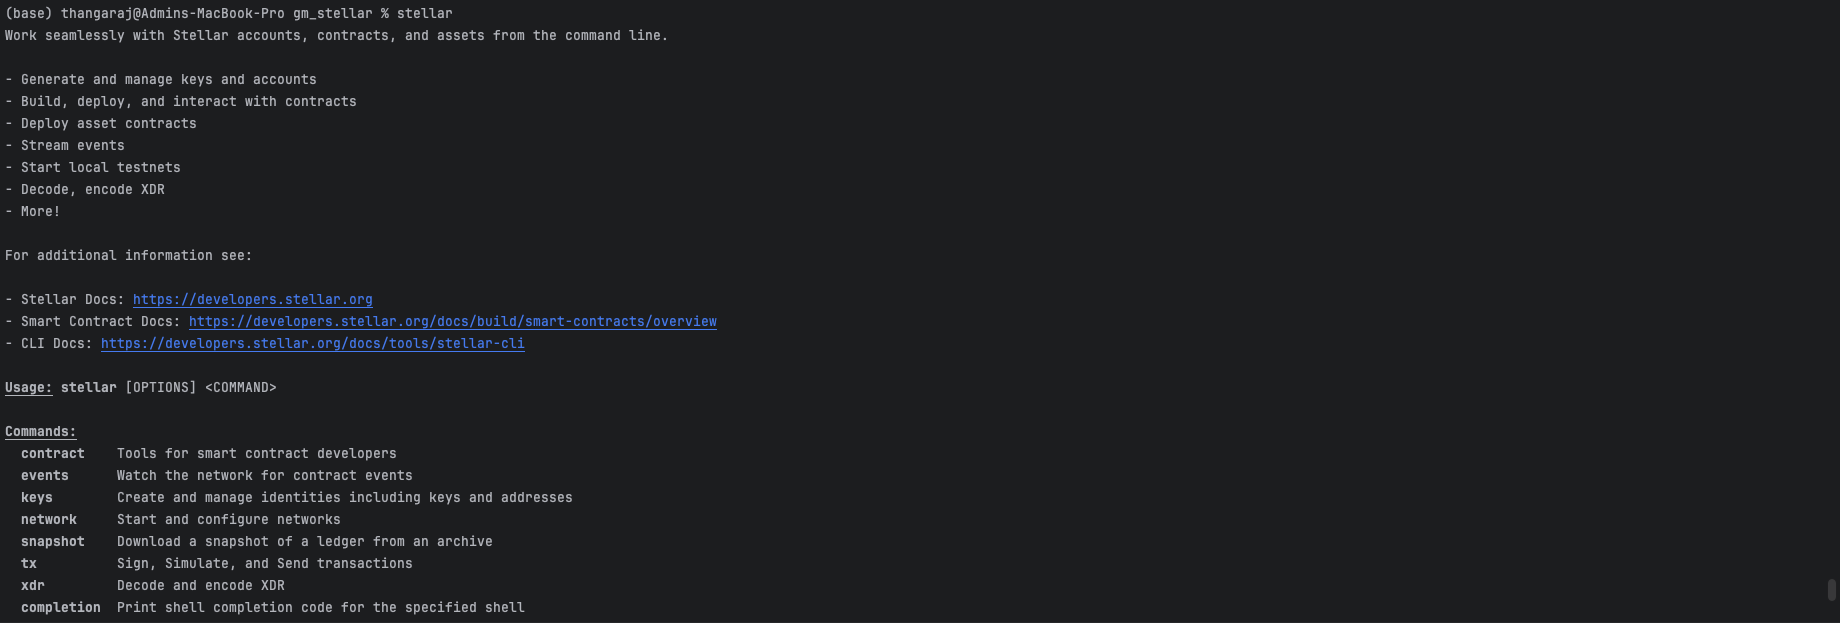 (base) thangaraj@Admins-MacBook-Pro gm_stellar % stellar
Work seamlessly with Stellar accounts, contracts, and assets from the command line.
- Generate and manage keys and accounts
- Build, deploy, and interact with contracts
- Deploy asset contracts
- Stream events
- Start local testnets
- Decode, encode XDR
- More!
For additional information see:
- Stellar Docs: https://developers.stellar.org
- Smart Contract Docs: https://developers.stellar.org/docs/build/smart-contracts/overview
- CLI Docs: https://developers.stellar.org/docs/tools/stellar-cli
Usage: stellar [OPTIONS] <COMMAND>
Commands:
contract    Tools for smart contract developers
events      Watch the network for contract events
keys        Create and manage identities including keys and addresses
network     Start and configure networks
snapshot    Download a snapshot of a ledger from an archive
tx          Sign, Simulate, and Send transactions
xdr         Decode and encode XDR
completion  Print shell completion code for the specified shell